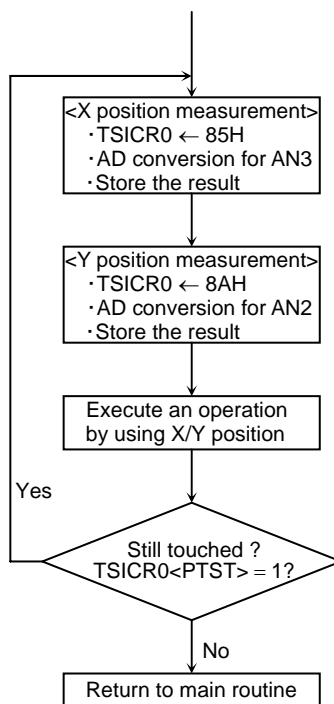 <X position measurement>
・TSICR0 ← 85H
・AD conversion for AN3
・Store the result
<Y position measurement>
・TSICR0 ← 8AH
・AD conversion for AN2
・Store the result
Execute an operation
by using X/Y position
Yes
Still touched ?
TSICR0<PTST> = 1?
No
Return to main routine